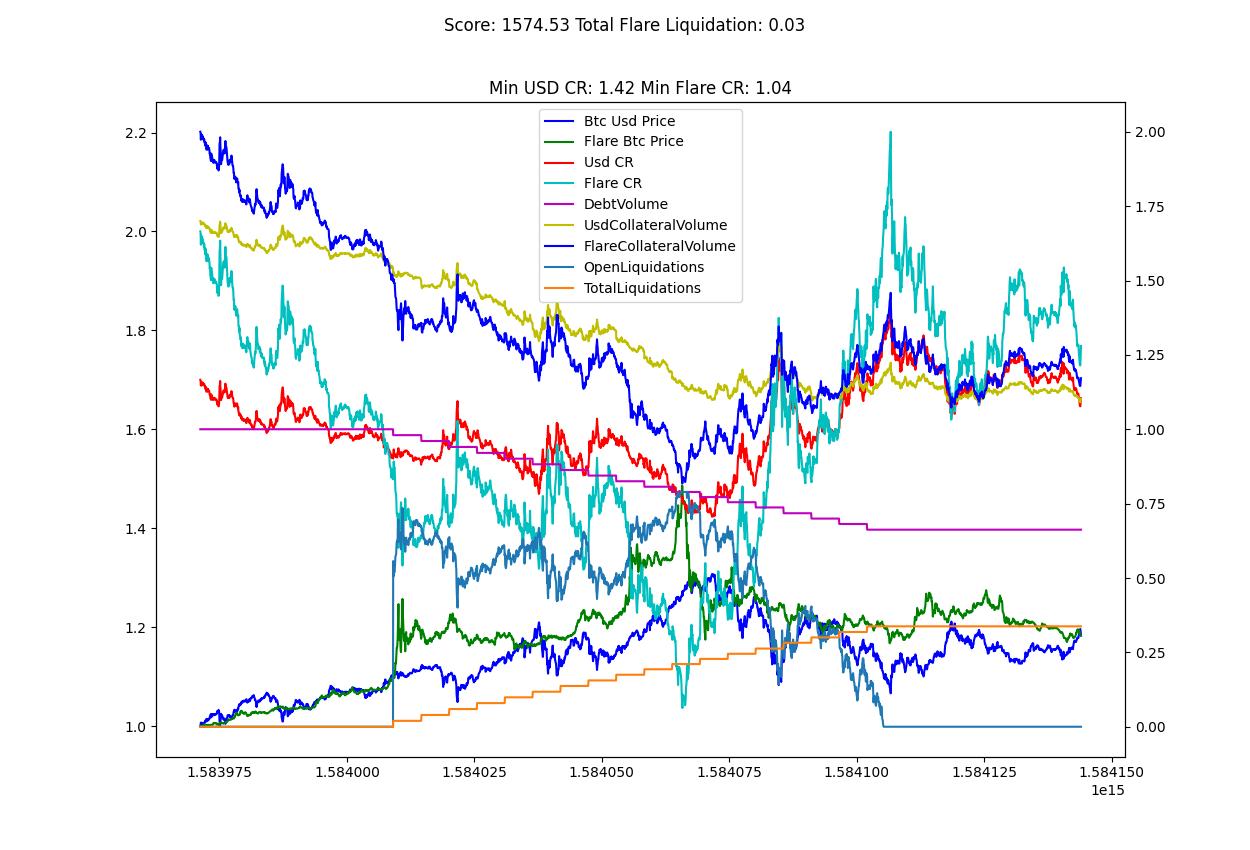 Score: 1574.53 Total Flare Liquidation: 0.03
Min USD CR: 1.42 Min Flare CR: 1.04
Btc Usd Price
Flare Btc Price
Usd CR
Flare CR
DebtVolume
UsdCollateralVolume
FlareCollateralVolume
OpenLiquidations
TotalLiquidations
2.2
2.0
1.8
1.6
1.4
1.2
1.0
2.00
1.75
1.50
1.25
1.00
0.75
0.50
0.25
0.00
1.583975 1.584000 1.584025 1.584050 1.584075 1.584100 1.584125 1.584150
1e15